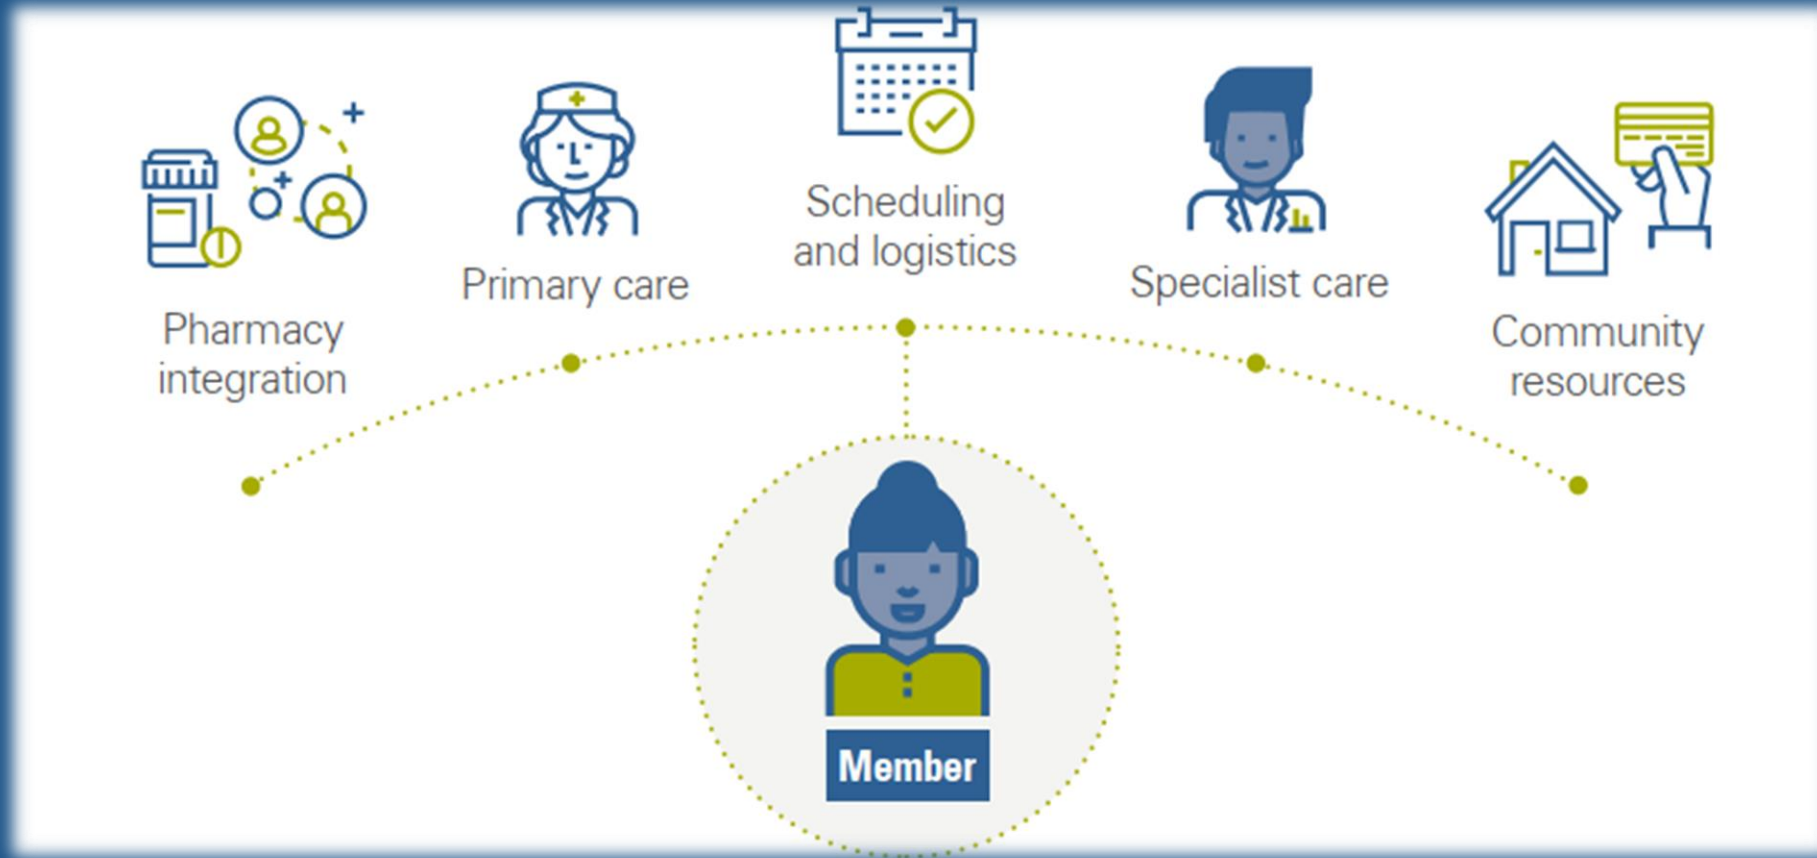 Pharmacy
integration
Primary care
Scheduling
and logistics
Specialist care
Community
resources
Member